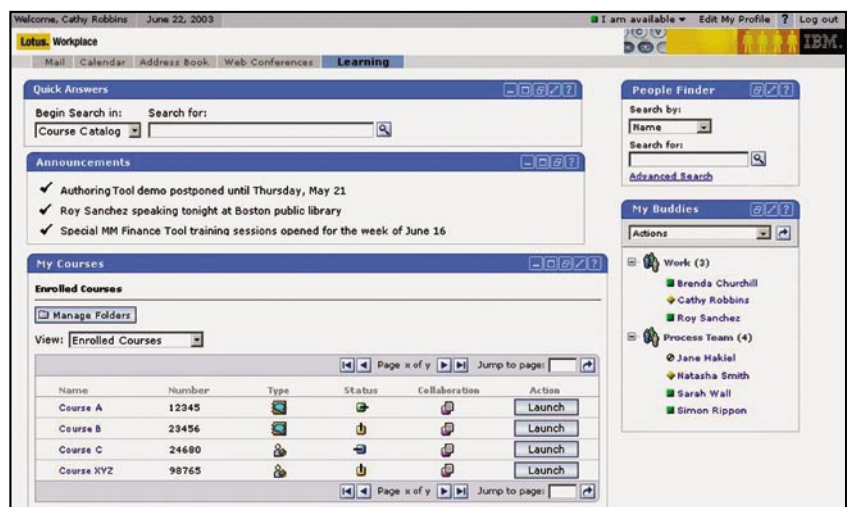 Welcome, Cathy Robbins June 22, 2003 I am available Edit My Profile ? Log out
Lotus. Workplace IBM.
Mail Calendar Address Book Web Conferences Learning
Quick Answers
Begin Search in: Search for:
Course Catalog
Announcements
Authoring Tool demo postponed until Thursday, May 21
Roy Sanchez speaking tonight at Boston public library
Special MM Finance Tool training sessions opened for the week of June 16
My Courses
Enrolled Courses
Manage Folders
View: Enrolled Courses
Page x of y Jump to page:
Name Number Type Status Collaboration Action
Course A 12345 Launch
Course B 23456 Launch
Course C 24680 Launch
Course XYZ 98765 Launch
Page x of y Jump to page:
People Finder
Search by:
Name
Search for:
Advanced Search
My Buddies
Actions
Work (3)
Brenda Churchill
Cathy Robbins
Roy Sanchez
Process Team (4)
Jane Hakiel
Natasha Smith
Sarah Wall
Simon Rippon